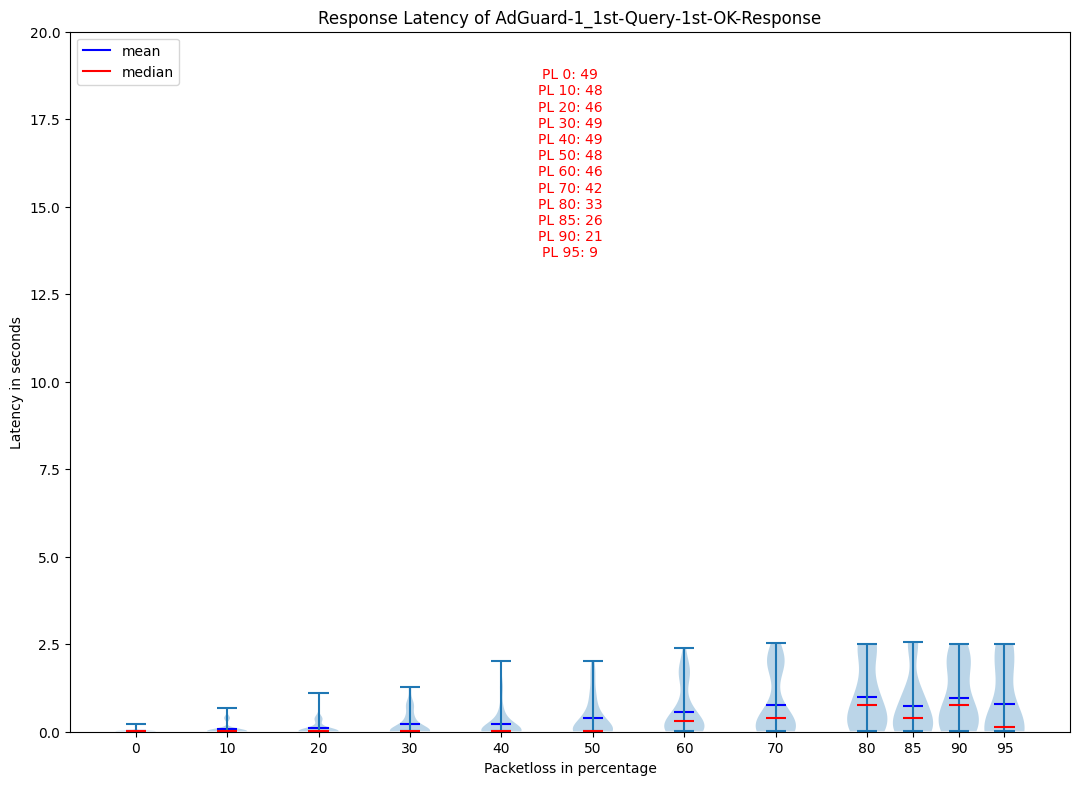 Response Latency of AdGuard-1_1st-Query-1st-OK-Response
mean
median
PL 0: 49
PL 10: 48
PL 20: 46
PL 30: 49
PL 40: 49
PL 50: 48
PL 60: 46
PL 70: 42
PL 80: 33
PL 85: 26
PL 90: 21
PL 95: 9
Latency in seconds
20.0
17.5
15.0
12.5
10.0
7.5
5.0
2.5
0.0
0 10 20 30 40 50 60 70 80 85 90 95
Packetloss in percentage